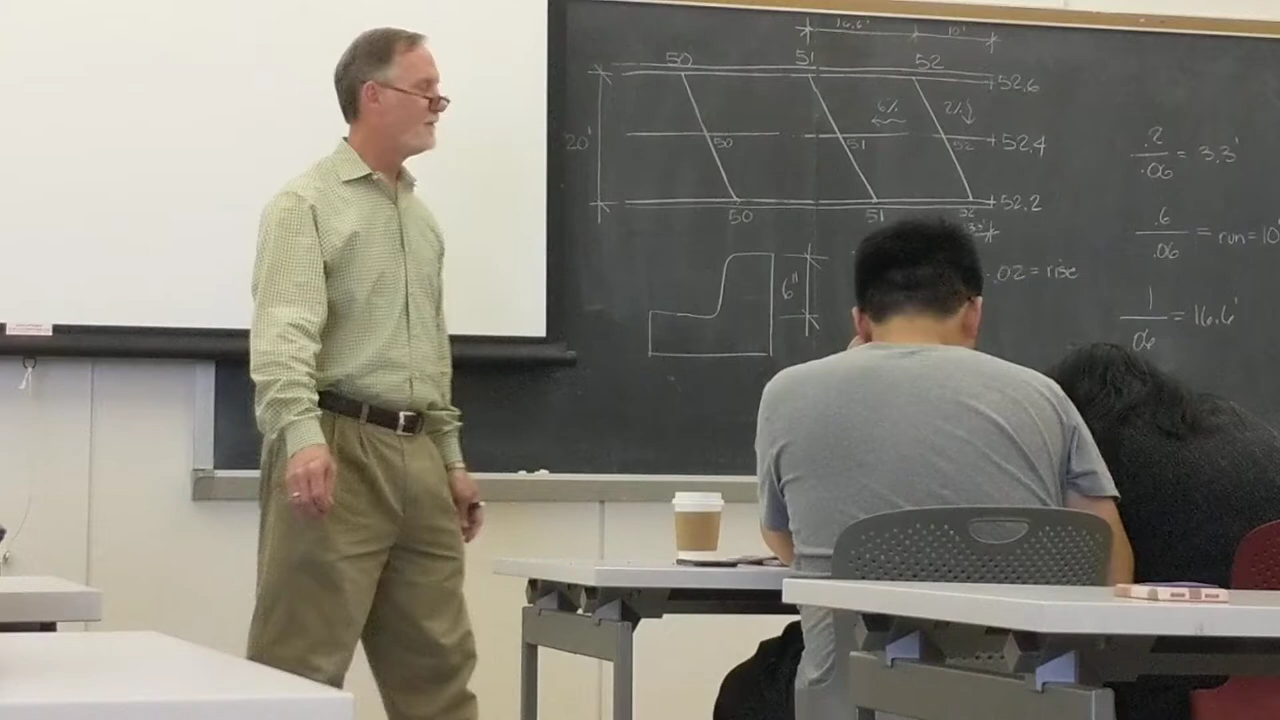 16.6' 10'
50 51 52
+52.6
6% 2%
20'
50 51 52 +52.4
+52.2
50 51 52
.2/.06 = 3.3'
.6/.06 = run = 10'
6"
.02 = rise
1/.06 = 16.6'